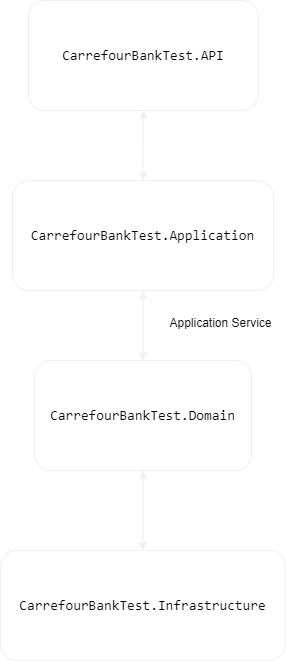 CarrefourBankTest.API
CarrefourBankTest.Application
Application Service
CarrefourBankTest.Domain
CarrefourBankTest.Infrastructure